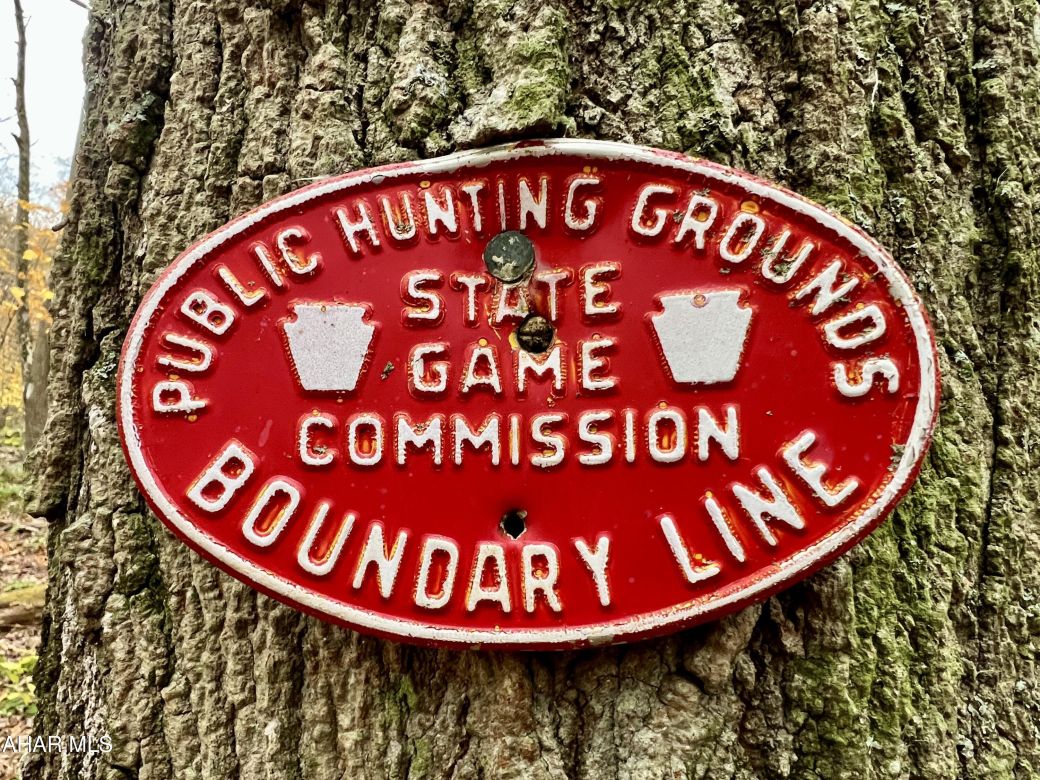 PUBLIC HUNTING GROUNDS
STATE
GAME
COMMISSION
BOUNDARY LINE
AHAR MLS